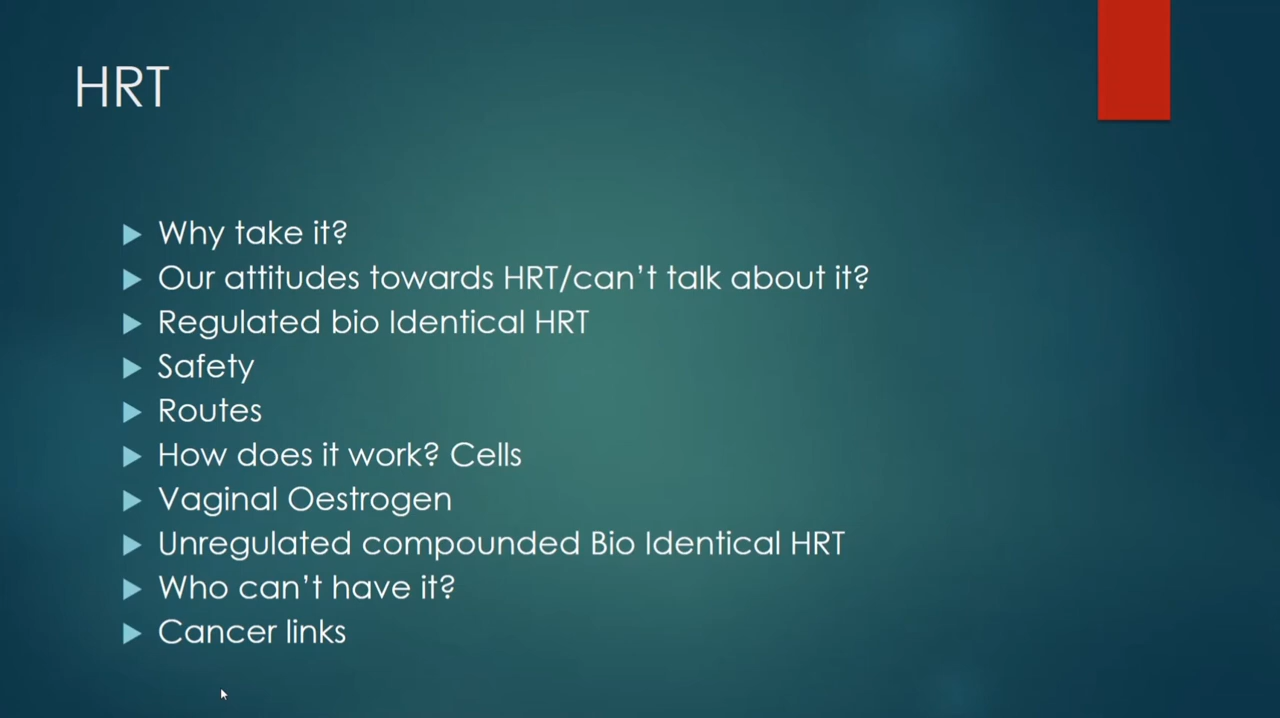 HRT
Why take it?
Our attitudes towards HRT/can't talk about it?
Regulated bio Identical HRT
Safety
Routes
How does it work? Cells
Vaginal Oestrogen
Unregulated compounded Bio Identical HRT
Who can't have it?
Cancer links